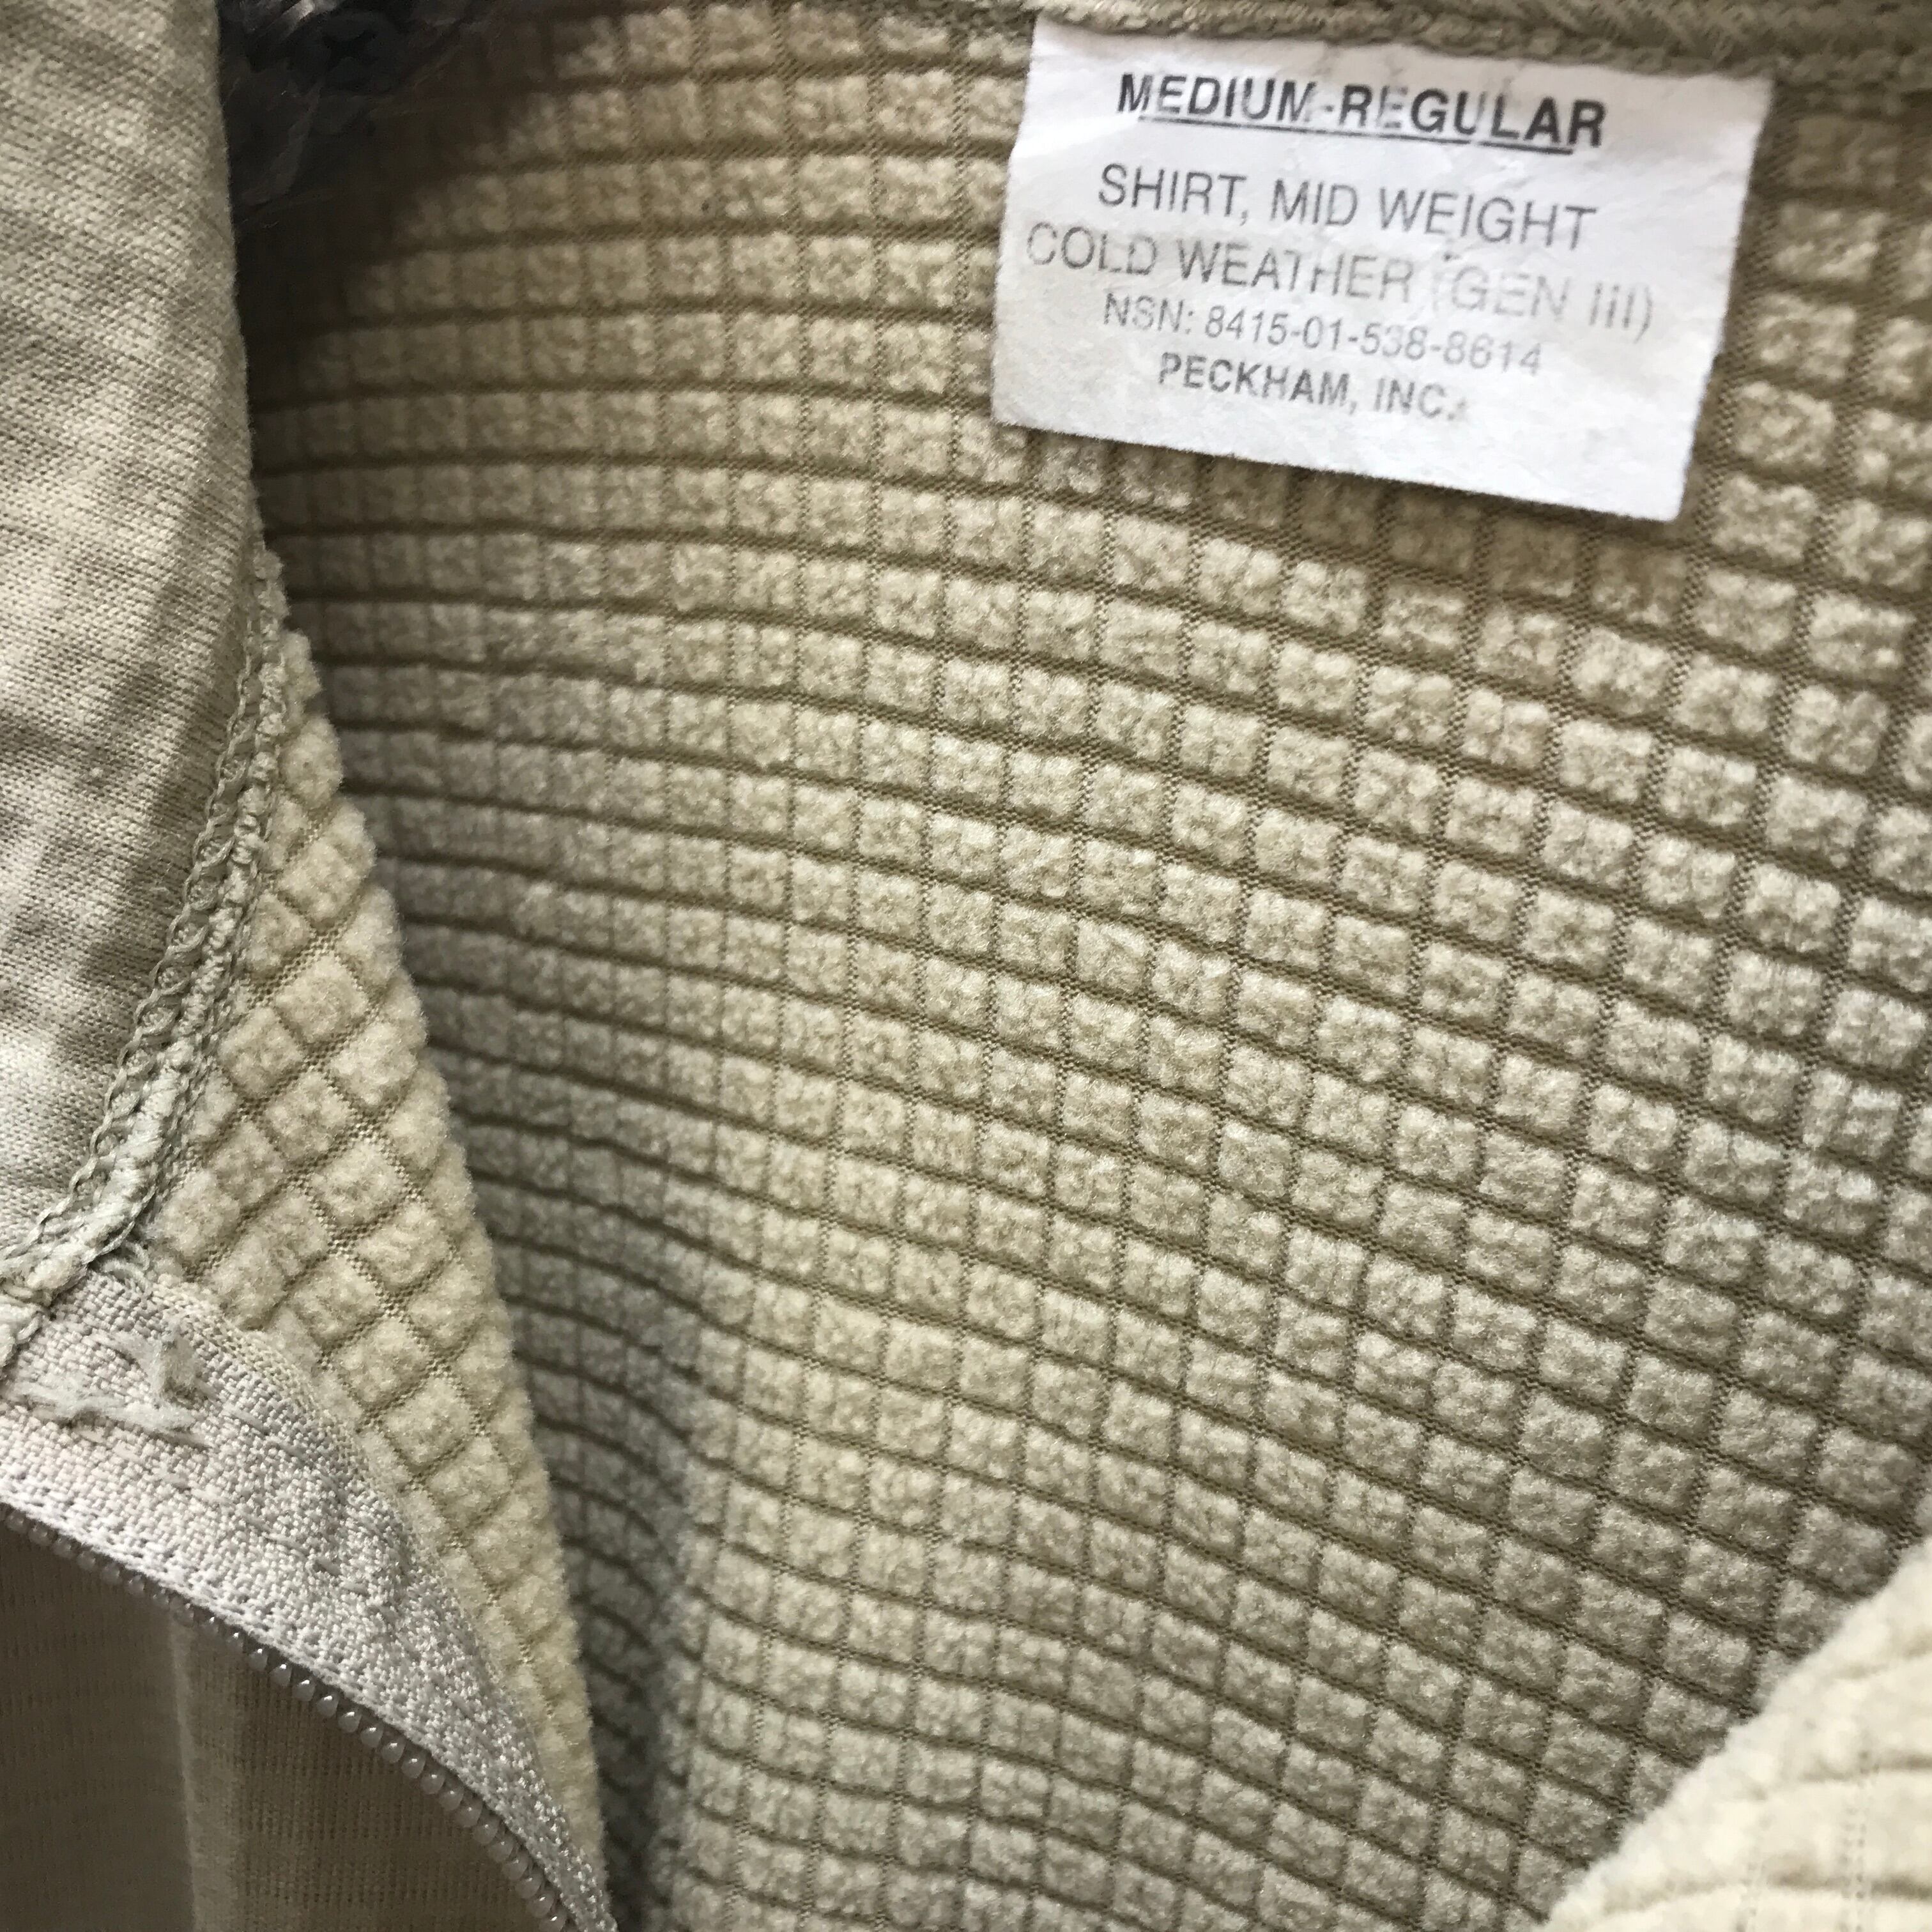 MEDIUM-REGULAR
SHIRT, MID WEIGHT
COLD WEATHER (GEN III)
NSN: 8415-01-538-8614
PECKHAM, INC.